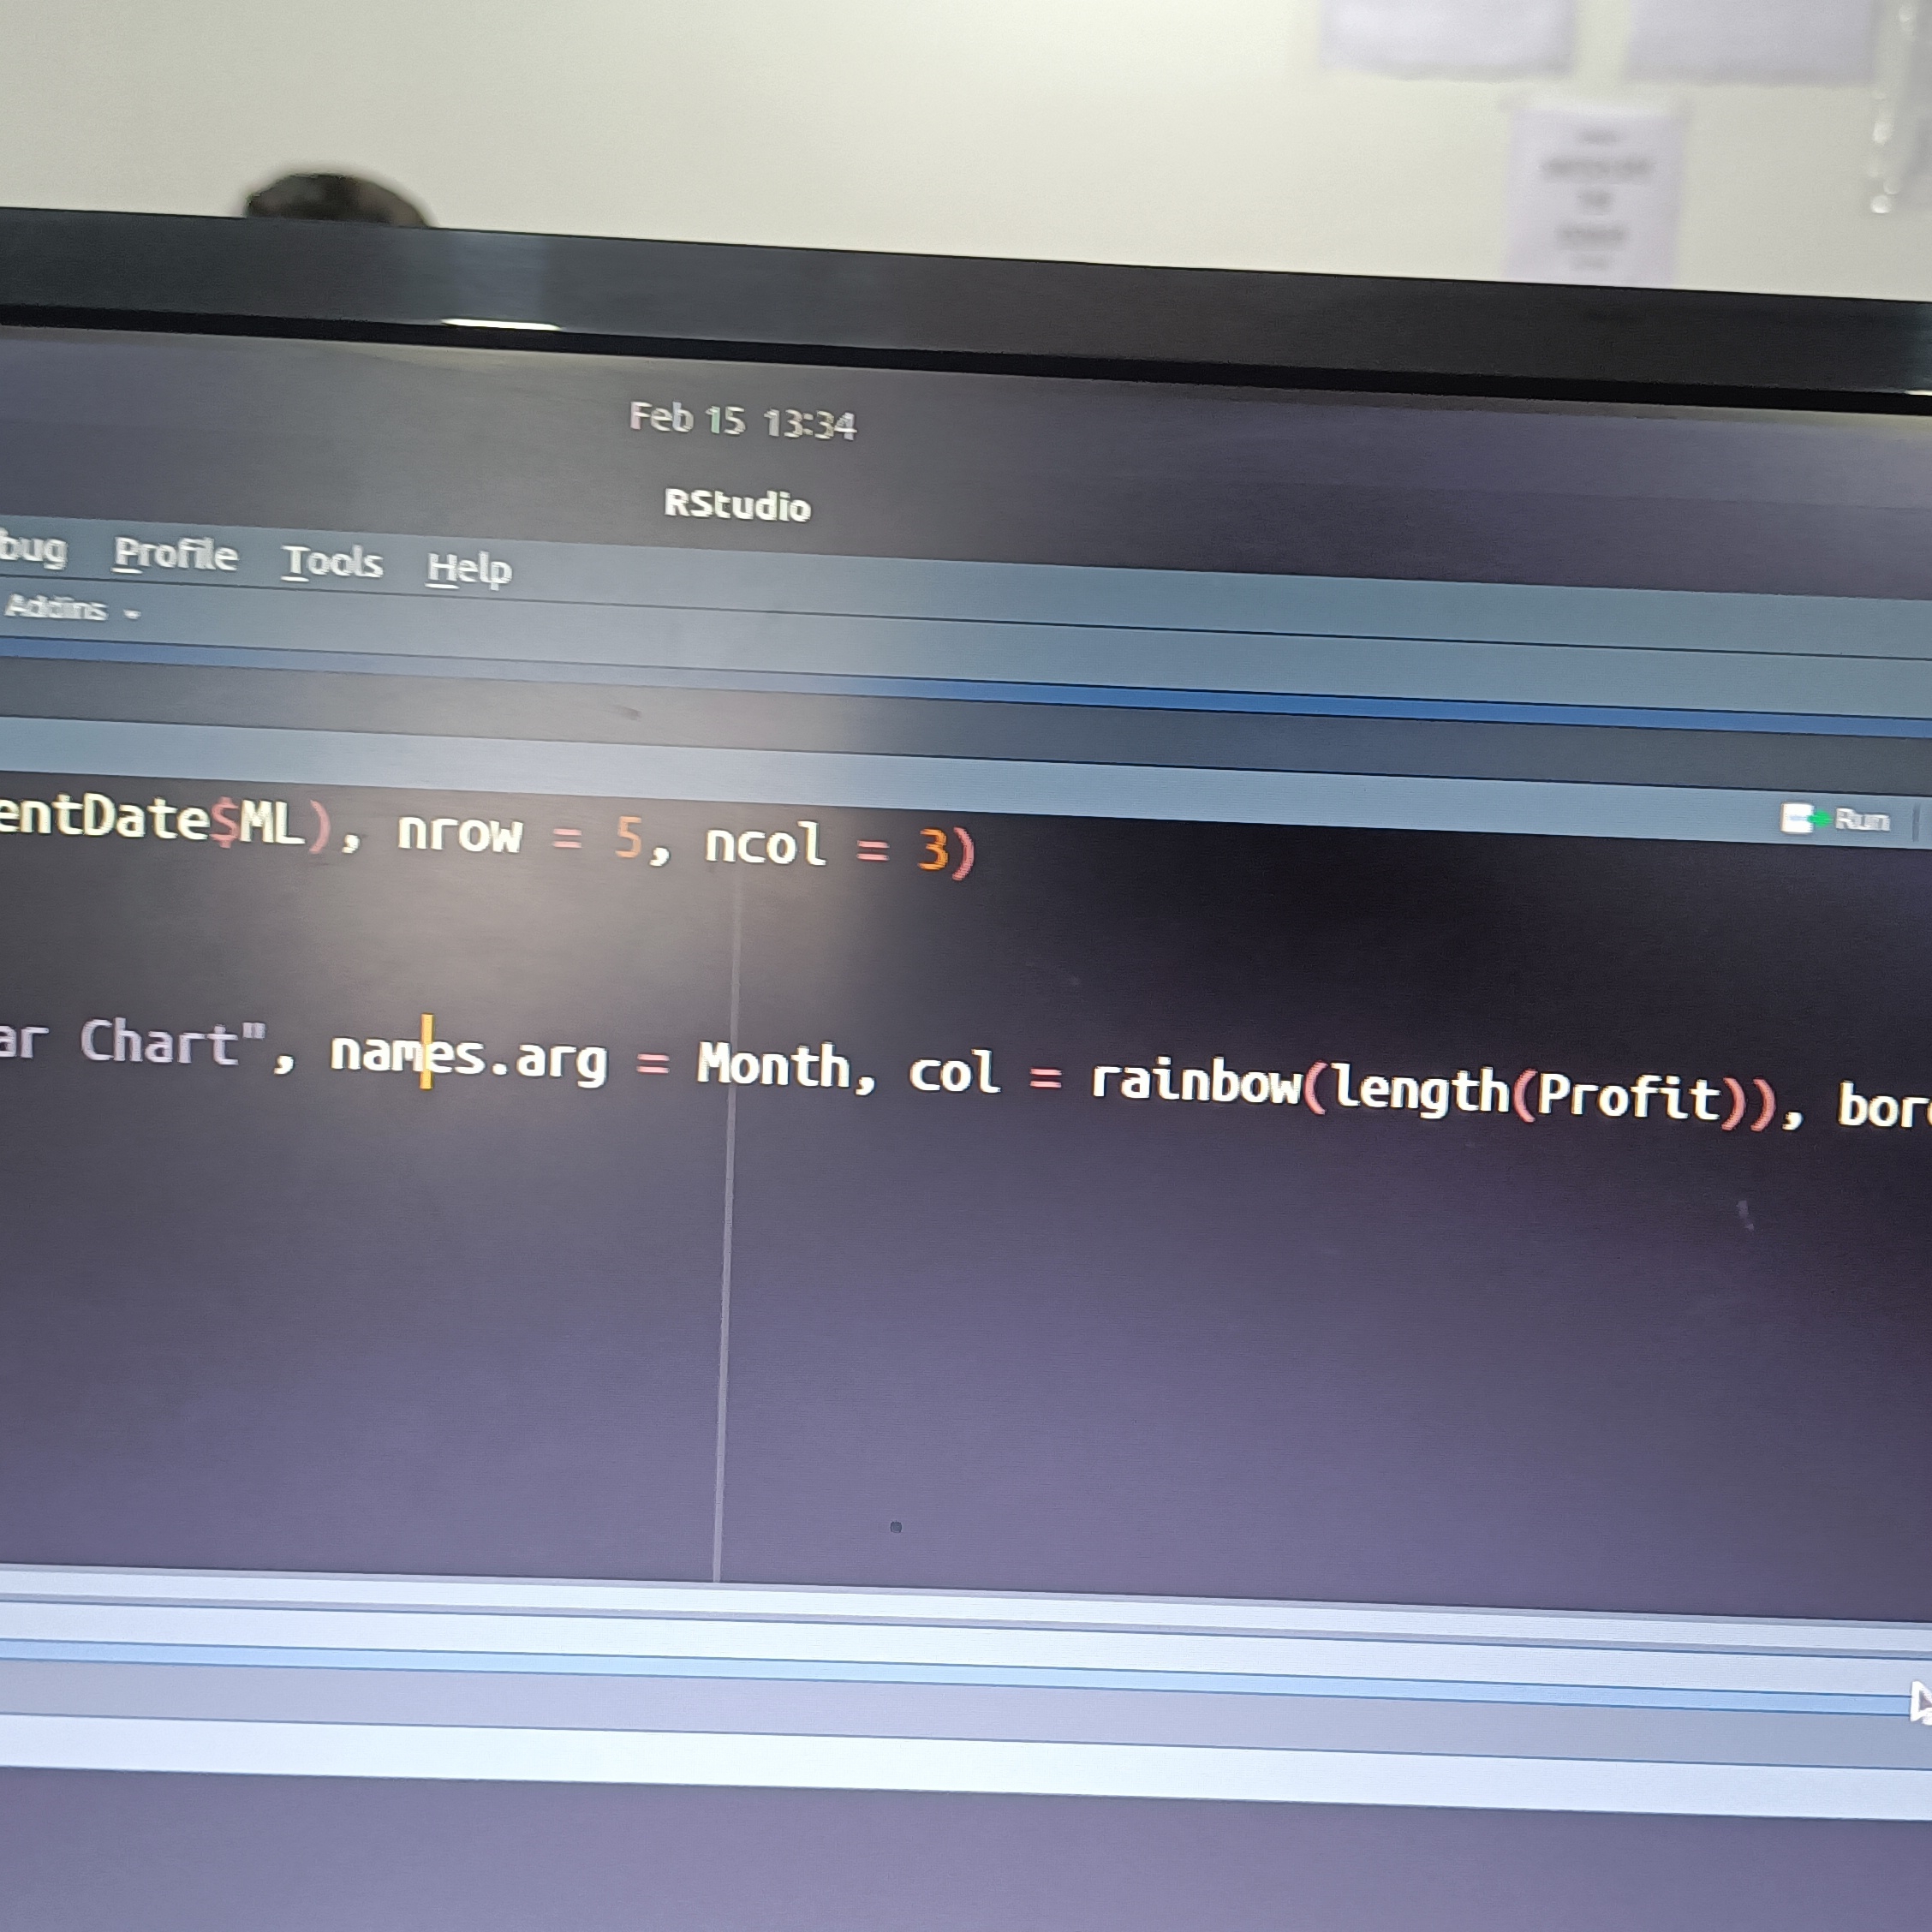 Feb 15 13:34
RStudio
bug Profile Tools Help
Addins
Run
entDate$ML), nrow = 5, ncol = 3)
ar Chart", names.arg = Month, col = rainbow(length(Profit)), bor